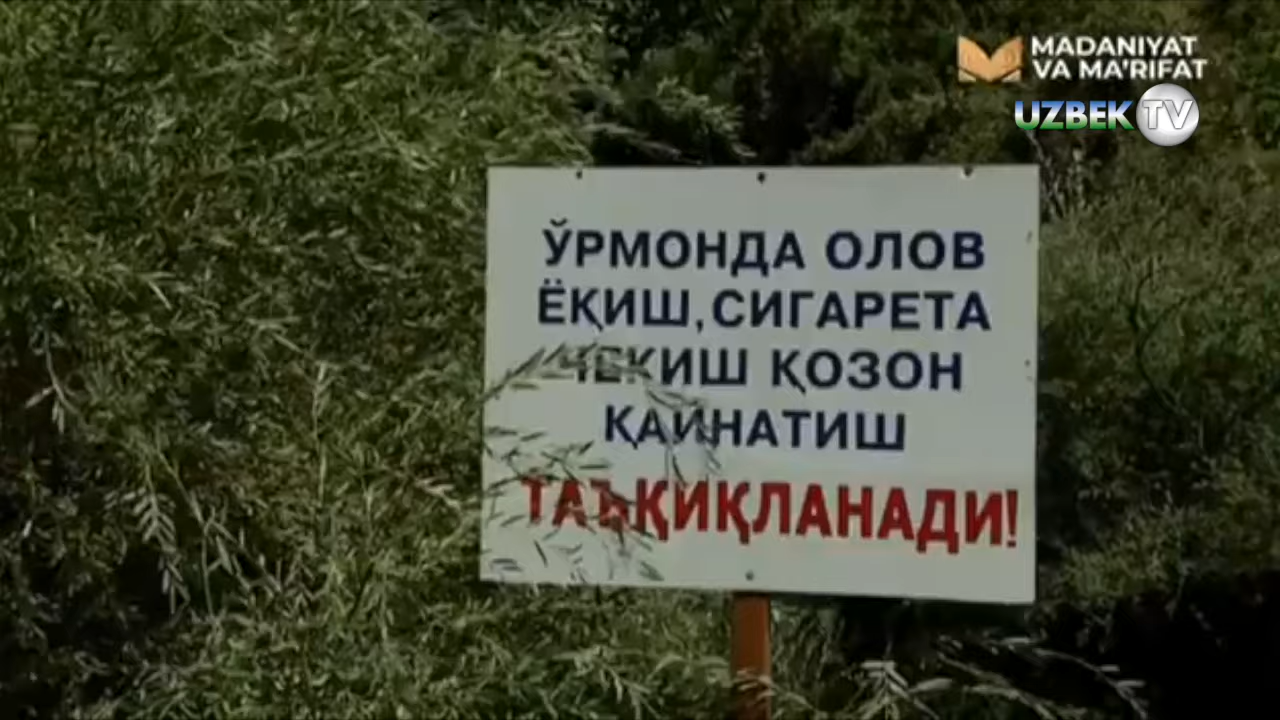 MADANIYAT
VA MA'RIFAT
UZBEK TV
ЎРМОНДА ОЛОВ
ЁҚИШ, СИГАРЕТА
ЧЕКИШ ҚОЗОН
ҚАЙНАТИШ
ТАЪҚИҚЛАНАДИ!